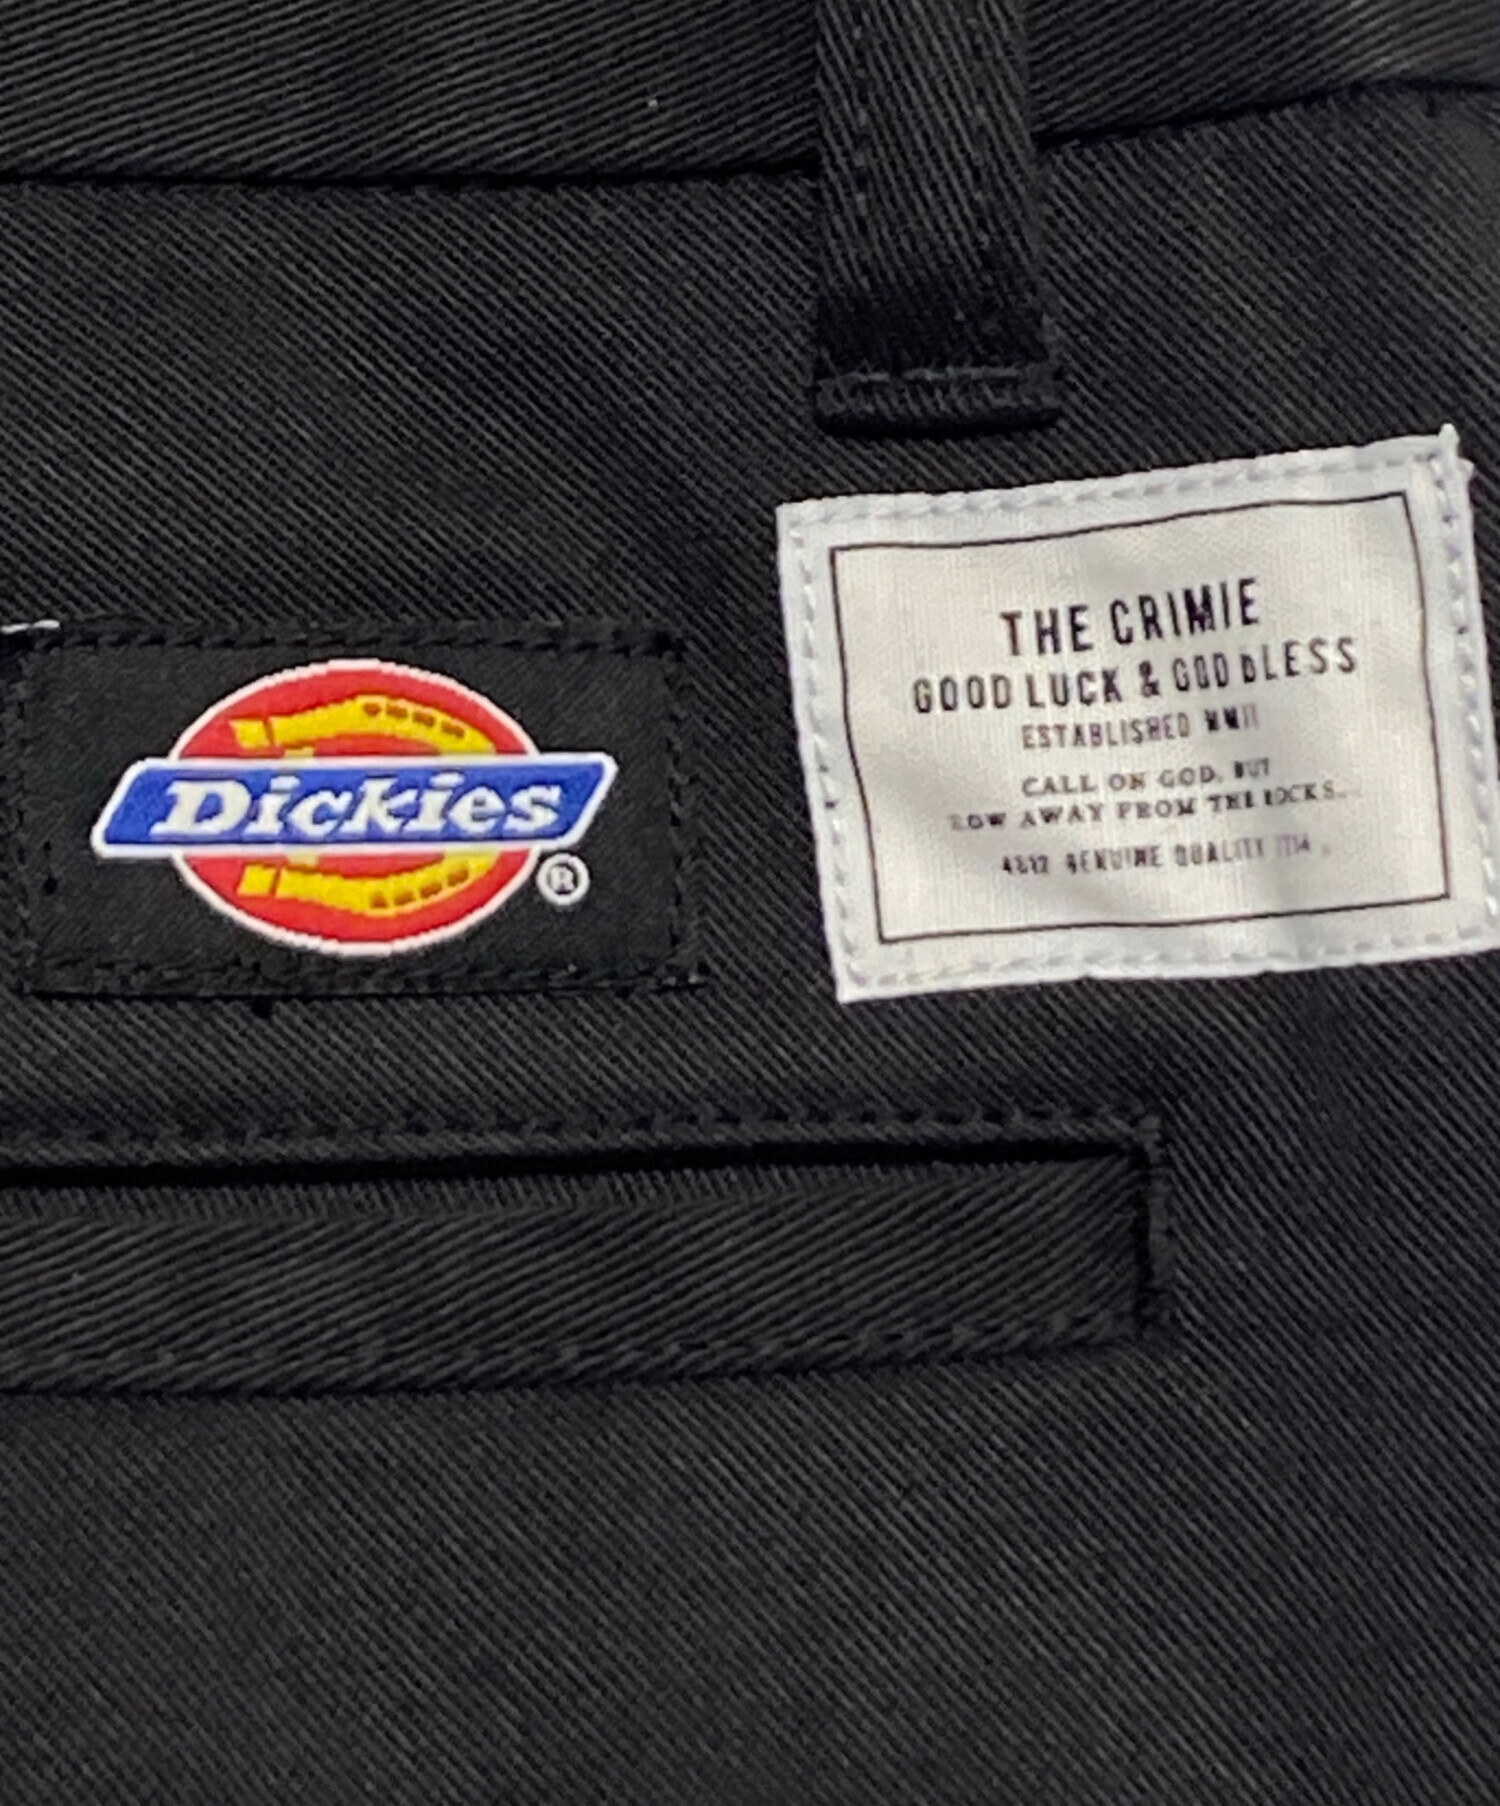 Dickies
®
THE CRIMIE
GOOD LUCK & GOD BLESS
ESTABLISHED MMII
CALL ON GOD, BUT
ROW AWAY FROM THE ROCKS.
GENUINE QUALITY